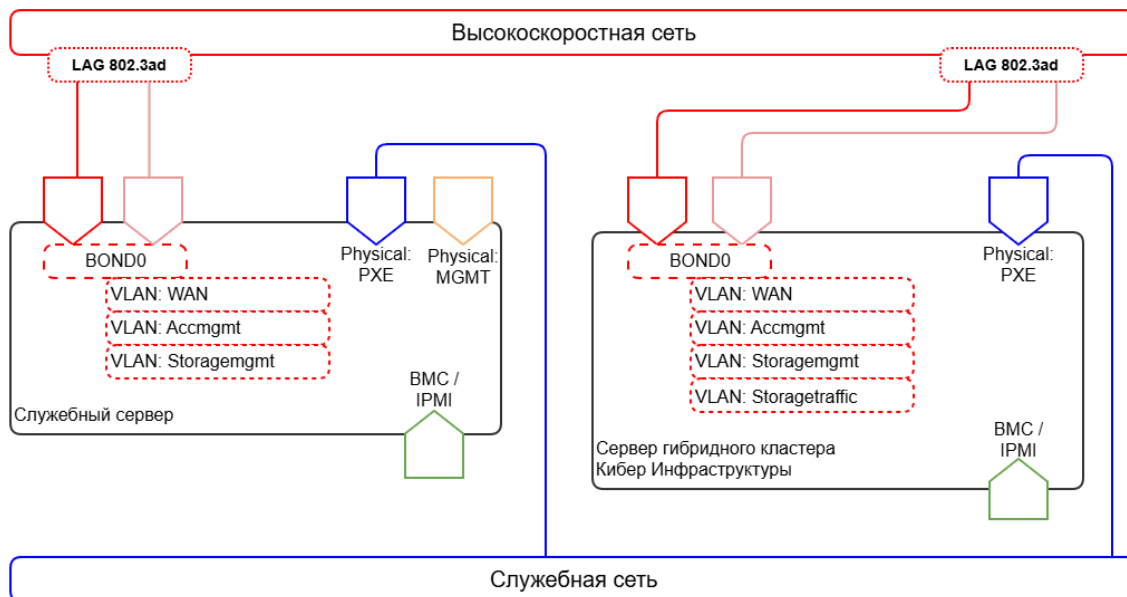 Высокоскоростная сеть
LAG 802.3ad
LAG 802.3ad
BOND0
Physical:
PXE
Physical:
MGMT
VLAN: WAN
VLAN: Accmgmt
VLAN: Storagemgmt
BMC /
IPMI
Служебный сервер
BOND0
Physical:
PXE
VLAN: WAN
VLAN: Accmgmt
VLAN: Storagemgmt
VLAN: Storagetraffic
BMC /
IPMI
Сервер гибридного кластера
Кибер Инфраструктуры
Служебная сеть